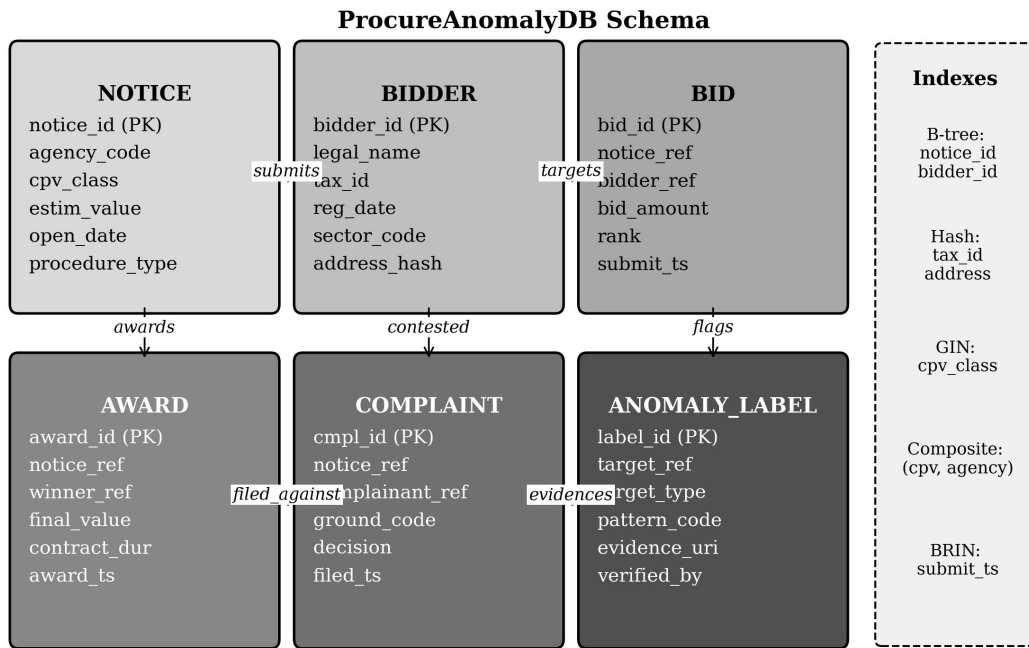 ProcureAnomalyDB Schema
NOTICE
notice_id (PK)
agency_code
cpv_class
estim_value
open_date
procedure_type
submits
BIDDER
bidder_id (PK)
legal_name
tax_id
reg_date
sector_code
address_hash
targets
BID
bid_id (PK)
notice_ref
bidder_ref
bid_amount
rank
submit_ts
awards
contested
flags
AWARD
award_id (PK)
notice_ref
winner_ref
final_value
contract_dur
award_ts
filed_against
COMPLAINT
cmpl_id (PK)
notice_ref
complainant_ref
ground_code
decision
filed_ts
evidences
ANOMALY_LABEL
label_id (PK)
target_ref
target_type
pattern_code
evidence_uri
verified_by
Indexes
B-tree:
notice_id
bidder_id
Hash:
tax_id
address
GIN:
cpv_class
Composite:
(cpv, agency)
BRIN:
submit_ts